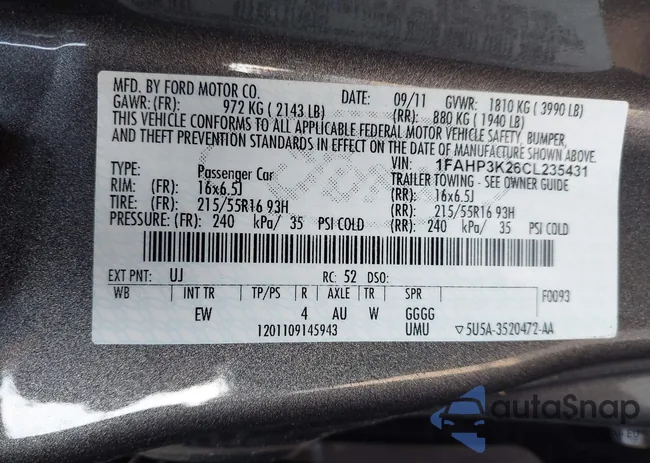 MFD. BY FORD MOTOR CO. DATE: 09/11 GVWR: 1810 KG ( 3990 LB)
GAWR: (FR): 972 KG ( 2143 LB) (RR): 880 KG ( 1940 LB)
THIS VEHICLE CONFORMS TO ALL APPLICABLE FEDERAL MOTOR VEHICLE SAFETY, BUMPER,
AND THEFT PREVENTION STANDARDS IN EFFECT ON THE DATE OF MANUFACTURE SHOWN ABOVE.
VIN: 1FAHP3K26CL235431
TYPE: Passenger Car TRAILER TOWING - SEE OWNER GUIDE
RIM: (FR): 16x6.5J (RR): 16x6.5J
TIRE: (FR): 215/55R16 93H (RR): 215/55R16 93H
PRESSURE: (FR): 240 kPa/ 35 PSI COLD (RR): 240 kPa/ 35 PSI COLD
EXT PNT: UJ RC: 52 DSO:
WB INT TR TP/PS R AXLE TR SPR F0093
EW 4 AU W GGGG
1201109145943 UMU ▽5U5A-3520472-AA
autoSnap